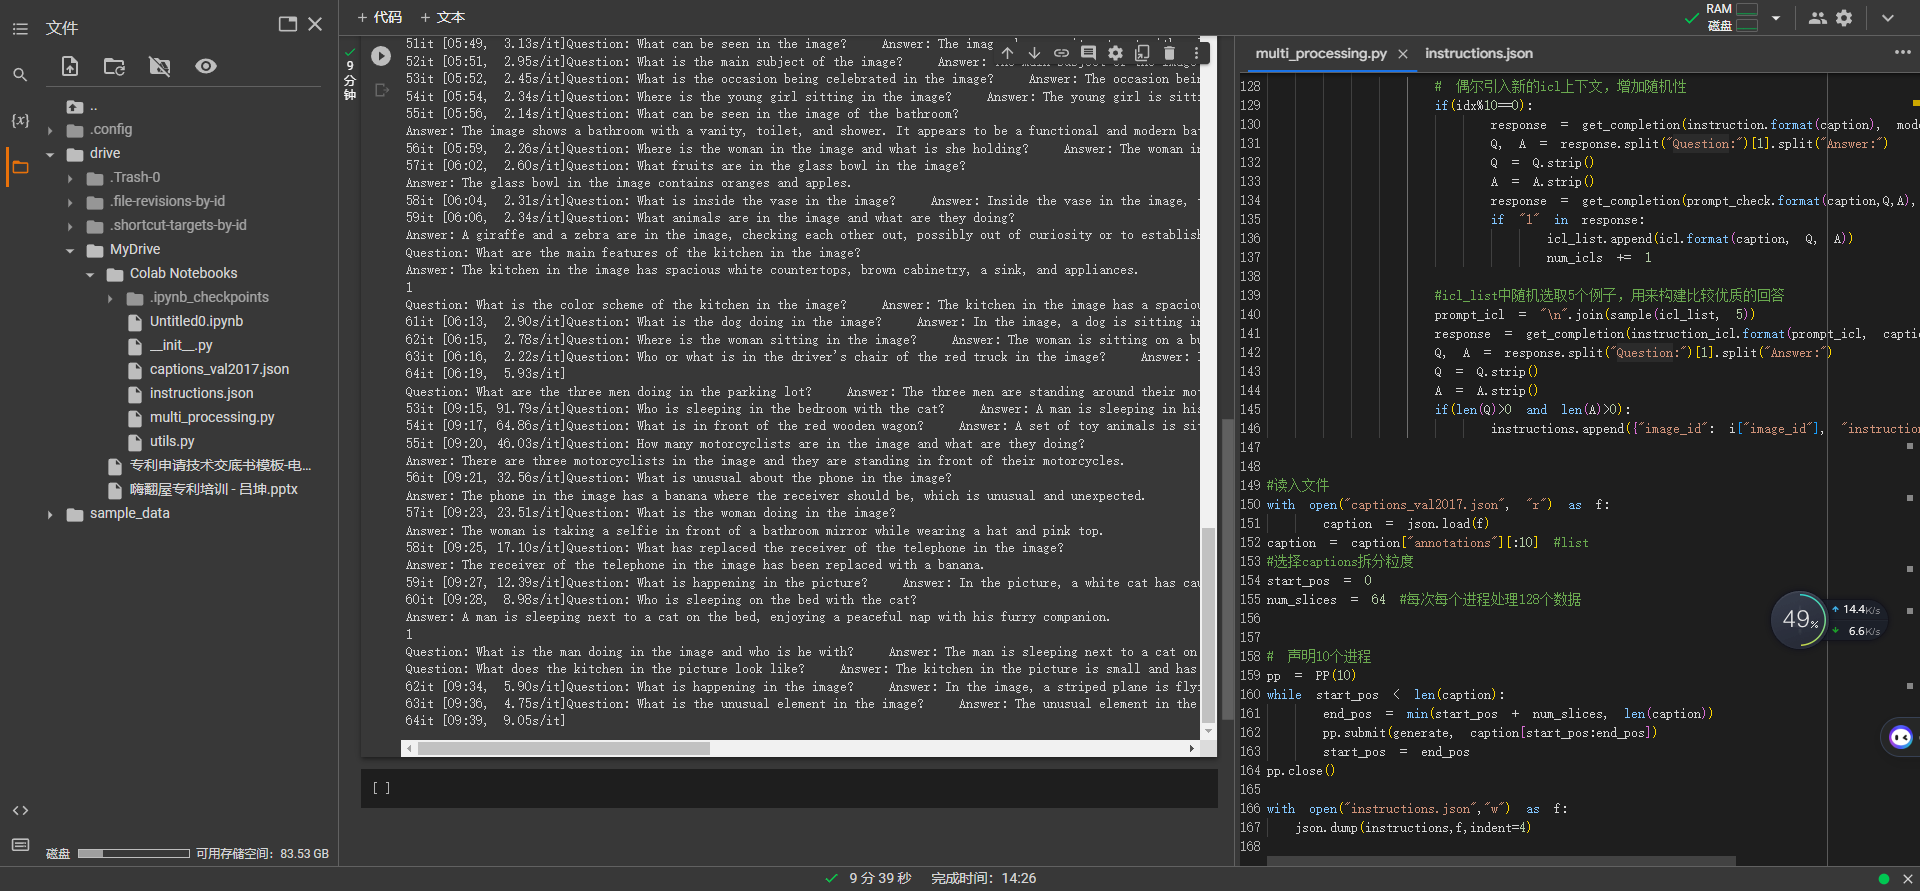 文件
..
.config
drive
.Trash-0
.file-revisions-by-id
.shortcut-targets-by-id
MyDrive
Colab Notebooks
.ipynb_checkpoints
Untitled0.ipynb
__init__.py
captions_val2017.json
instructions.json
multi_processing.py
utils.py
专利申请技术交底书模板-电...
嗨翻屋专利培训 - 吕坤.pptx
sample_data
磁盘 可用存储空间: 83.53 GB
+ 代码 + 文本
9 分钟
51it [05:49, 3.13s/it]Question: What can be seen in the image? Answer: The imag
52it [05:51, 2.95s/it]Question: What is the main subject of the image? Answer:
53it [05:52, 2.45s/it]Question: What is the occasion being celebrated in the image? Answer: The occasion bein
54it [05:54, 2.34s/it]Question: Where is the young girl sitting in the image? Answer: The young girl is sitt
55it [05:56, 2.14s/it]Question: What can be seen in the image of the bathroom?
Answer: The image shows a bathroom with a vanity, toilet, and shower. It appears to be a functional and modern ba
56it [05:59, 2.26s/it]Question: Where is the woman in the image and what is she holding? Answer: The woman in
57it [06:02, 2.60s/it]Question: What fruits are in the glass bowl in the image?
Answer: The glass bowl in the image contains oranges and apples.
58it [06:04, 2.31s/it]Question: What is inside the vase in the image? Answer: Inside the vase in the image,
59it [06:06, 2.34s/it]Question: What animals are in the image and what are they doing?
Answer: A giraffe and a zebra are in the image, checking each other out, possibly out of curiosity or to establis
Question: What are the main features of the kitchen in the image?
Answer: The kitchen in the image has spacious white countertops, brown cabinetry, a sink, and appliances.
1
Question: What is the color scheme of the kitchen in the image? Answer: The kitchen in the image has a spaciou
61it [06:13, 2.90s/it]Question: What is the dog doing in the image? Answer: In the image, a dog is sitting i
62it [06:15, 2.78s/it]Question: Where is the woman sitting in the image? Answer: The woman is sitting on a bu
63it [06:16, 2.22s/it]Question: Who or what is in the driver's chair of the red truck in the image? Answer:
64it [06:19, 5.93s/it]
Question: What are the three men doing in the parking lot? Answer: The three men are standing around their mo
53it [09:15, 91.79s/it]Question: Who is sleeping in the bedroom with the cat? Answer: A man is sleeping in his
54it [09:17, 64.86s/it]Question: What is in front of the red wooden wagon? Answer: A set of toy animals is si
55it [09:20, 46.03s/it]Question: How many motorcyclists are in the image and what are they doing?
Answer: There are three motorcyclists in the image and they are standing in front of their motorcycles.
56it [09:21, 32.56s/it]Question: What is unusual about the phone in the image?
Answer: The phone in the image has a banana where the receiver should be, which is unusual and unexpected.
57it [09:23, 23.51s/it]Question: What is the woman doing in the image?
Answer: The woman is taking a selfie in front of a bathroom mirror while wearing a hat and pink top.
58it [09:25, 17.10s/it]Question: What has replaced the receiver of the telephone in the image?
Answer: The receiver of the telephone in the image has been replaced with a banana.
59it [09:27, 12.39s/it]Question: What is happening in the picture? Answer: In the picture, a white cat has cau
60it [09:28, 8.98s/it]Question: Who is sleeping on the bed with the cat?
Answer: A man is sleeping next to a cat on the bed, enjoying a peaceful nap with his furry companion.
1
Question: What is the man doing in the image and who is he with? Answer: The man is sleeping next to a cat on
Question: What does the kitchen in the picture look like? Answer: The kitchen in the picture is small and has
62it [09:34, 5.90s/it]Question: What is happening in the image? Answer: In the image, a striped plane is fly
63it [09:36, 4.75s/it]Question: What is the unusual element in the image? Answer: The unusual element in the
64it [09:39, 9.05s/it]
[ ]
RAM
磁盘
multi_processing.py instructions.json
128 # 偶尔引入新的icl上下文，增加随机性
129 if(idx%10==0):
130 response = get_completion(instruction.format(caption), mod
131 Q, A = response.split("Question:")[1].split("Answer:")
132 Q = Q.strip()
133 A = A.strip()
134 response = get_completion(prompt_check.format(caption,Q,A),
135 if "1" in response:
136 icl_list.append(icl.format(caption, Q, A))
137 num_icls += 1
138
139 #icl_list中随机选取5个例子，用来构建比较优质的回答
140 prompt_icl = "\n".join(sample(icl_list, 5))
141 response = get_completion(instruction_icl.format(prompt_icl, capti
142 Q, A = response.split("Question:")[1].split("Answer:")
143 Q = Q.strip()
144 A = A.strip()
145 if(len(Q)>0 and len(A)>0):
146 instructions.append({"image_id": i["image_id"], "instruction
147
148
149 #读入文件
150 with open("captions_val2017.json", "r") as f:
151 caption = json.load(f)
152 caption = caption["annotations"][:10] #list
153 #选择captions拆分粒度
154 start_pos = 0
155 num_slices = 64 #每次每个进程处理128个数据
156
157
158 # 声明10个进程
159 pp = PP(10)
160 while start_pos < len(caption):
161 end_pos = min(start_pos + num_slices, len(caption))
162 pp.submit(generate, caption[start_pos:end_pos])
163 start_pos = end_pos
164 pp.close()
165
166 with open("instructions.json","w") as f:
167 json.dump(instructions,f,indent=4)
168
49%
14.4K/s
6.6K/s
9 分 39 秒 完成时间: 14:26